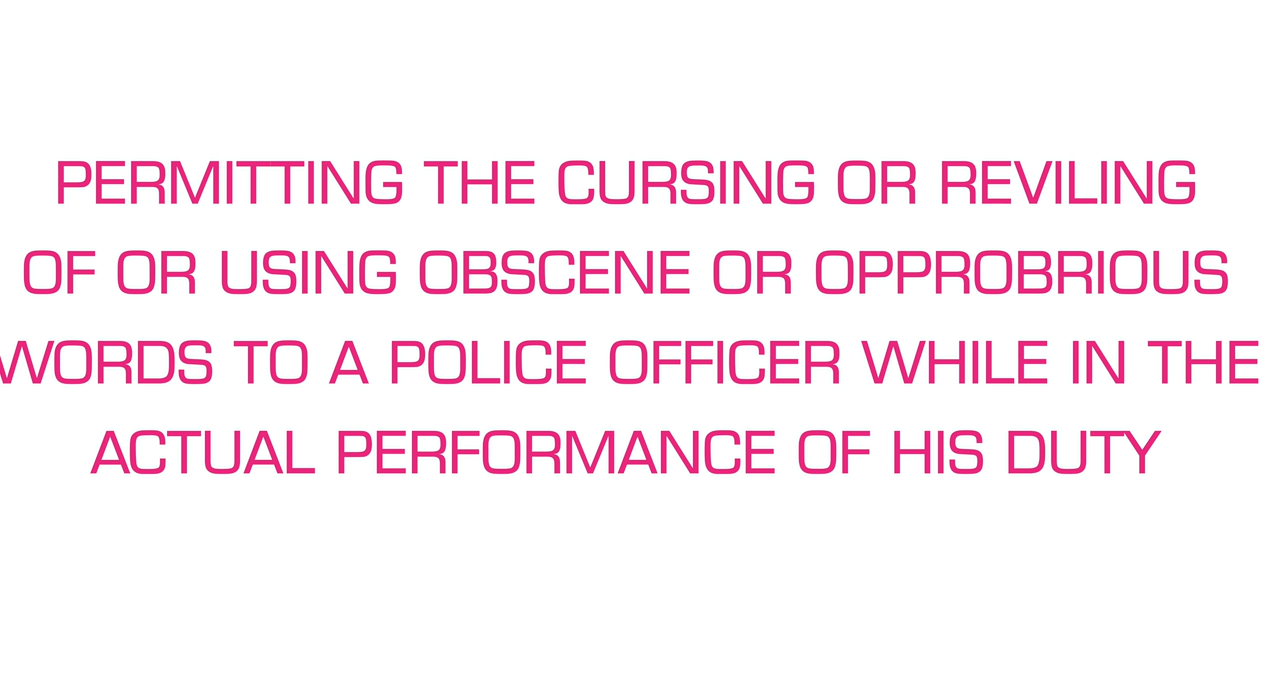 PERMITTING THE CURSING OR REVILING
OF OR USING OBSCENE OR OPPROBRIOUS
WORDS TO A POLICE OFFICER WHILE IN THE
ACTUAL PERFORMANCE OF HIS DUTY